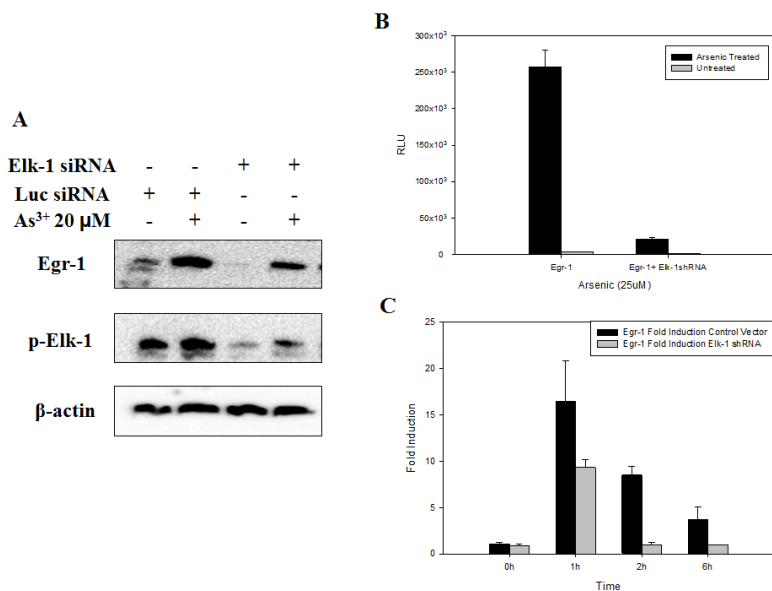 A
Elk-1 siRNA - - + +
Luc siRNA + + - -
As³⁺ 20 µM - + - +
Egr-1
p-Elk-1
β-actin
B
300x10³
250x10³
200x10³
150x10³
100x10³
50x10³
0
RLU
Arsenic Treated
Untreated
Egr-1
Egr-1+ Elk-1shRNA
Arsenic (25uM)
C
25
20
15
10
5
0
Fold Induction
Egr-1 Fold Induction Control Vector
Egr-1 Fold Induction Elk-1 shRNA
0h
1h
2h
6h
Time